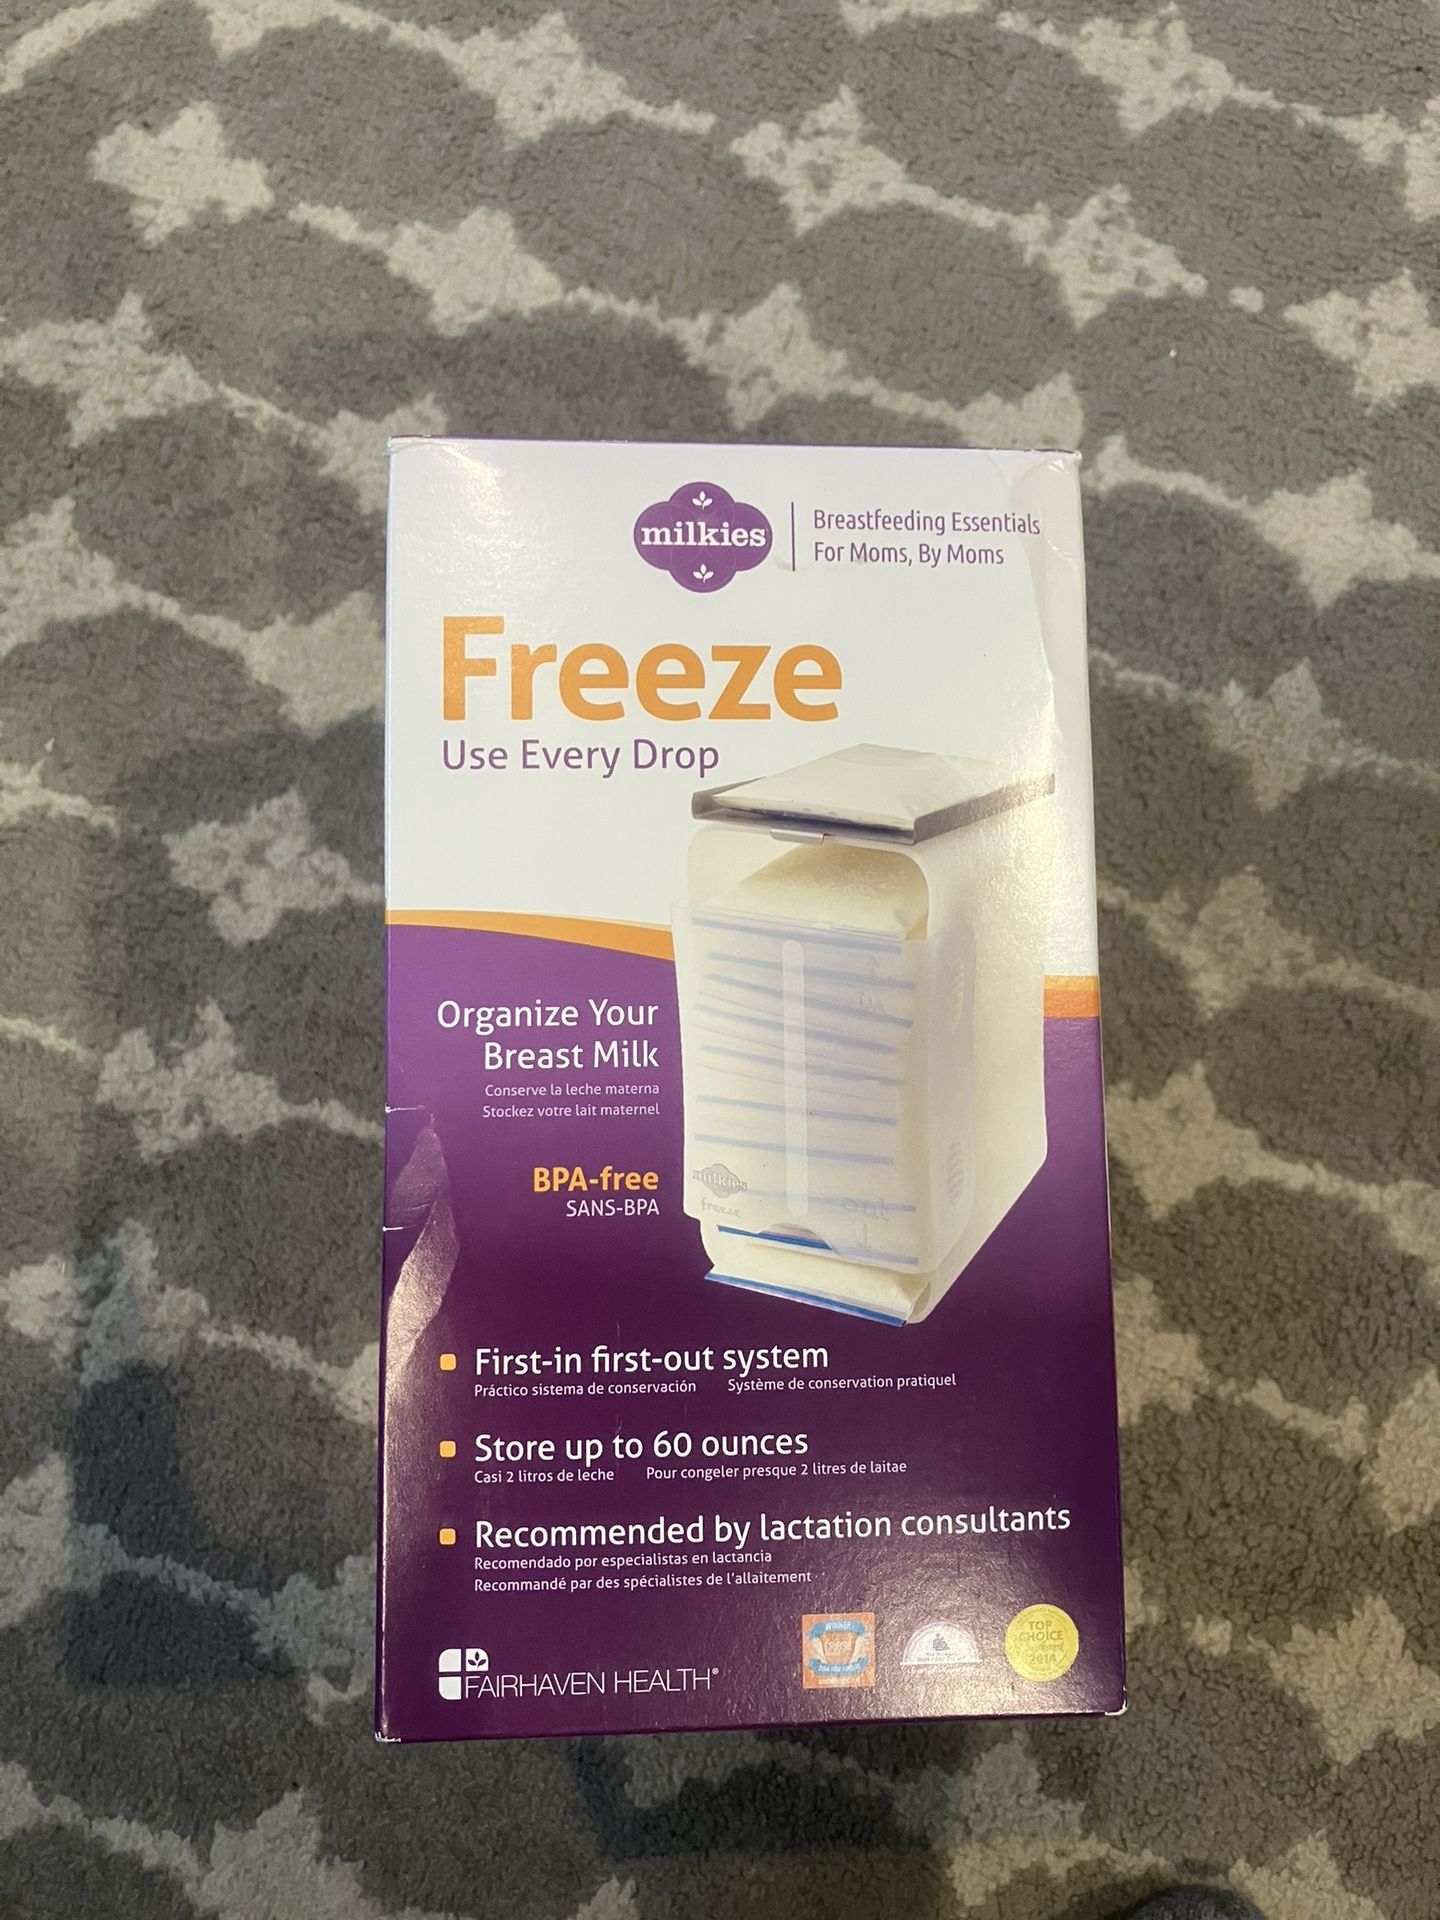 milkies
Breastfeeding Essentials
For Moms, By Moms
Freeze
Use Every Drop
Organize Your
Breast Milk
Conserve la leche materna
Stockez votre lait maternel
BPA-free
SANS-BPA
milkies
freeze
out
First-in first-out system
Práctico sistema de conservación Système de conservation pratiquel
Store up to 60 ounces
Casi 2 litros de leche Pour congeler presque 2 litres de laitae
Recommended by lactation consultants
Recomendado por especialistas en lactancia
Recommandé par des spécialistes de l'allaitement
FAIRHAVEN HEALTH®
WINNER
CRIBSIE
TOP
CHOICE
2014